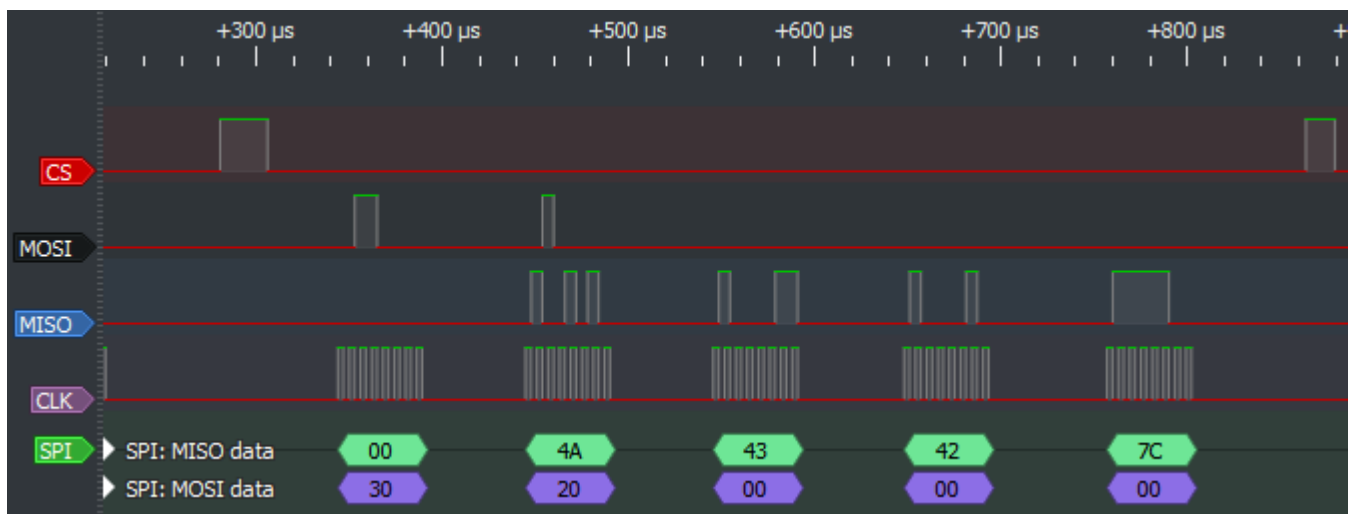 +300 µs +400 µs +500 µs +600 µs +700 µs +800 µs +
CS
MOSI
MISO
CLK
SPI SPI: MISO data 00 4A 43 42 7C
SPI: MOSI data 30 20 00 00 00